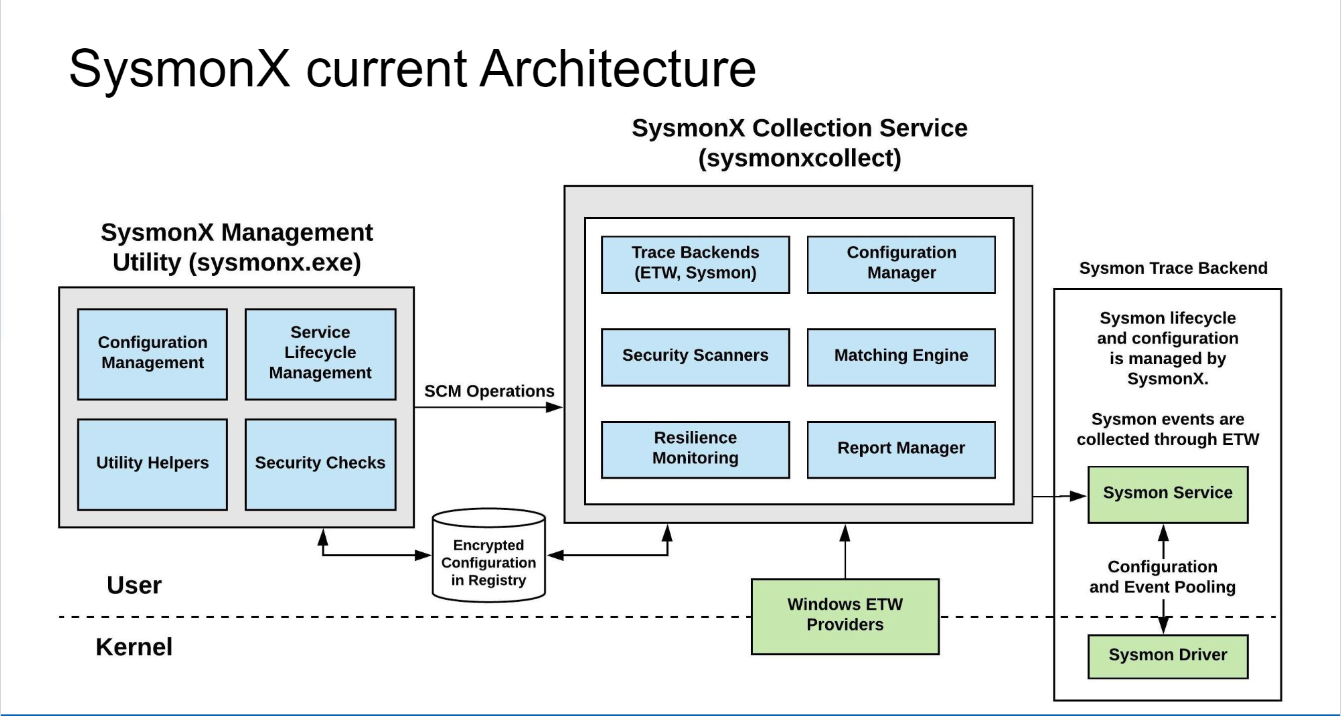 SysmonX current Architecture
SysmonX Collection Service
(sysmonxcollect)
SysmonX Management
Utility (sysmonx.exe)
Configuration
Management
Service
Lifecycle
Management
Utility Helpers
Security Checks
SCM Operations
Trace Backends
(ETW, Sysmon)
Configuration
Manager
Security Scanners
Matching Engine
Resilience
Monitoring
Report Manager
Sysmon Trace Backend
Sysmon lifecycle
and configuration
is managed by
SysmonX.
Sysmon events are
collected through ETW
Sysmon Service
Configuration
and Event Pooling
Sysmon Driver
Encrypted
Configuration
in Registry
Windows ETW
Providers
User
Kernel